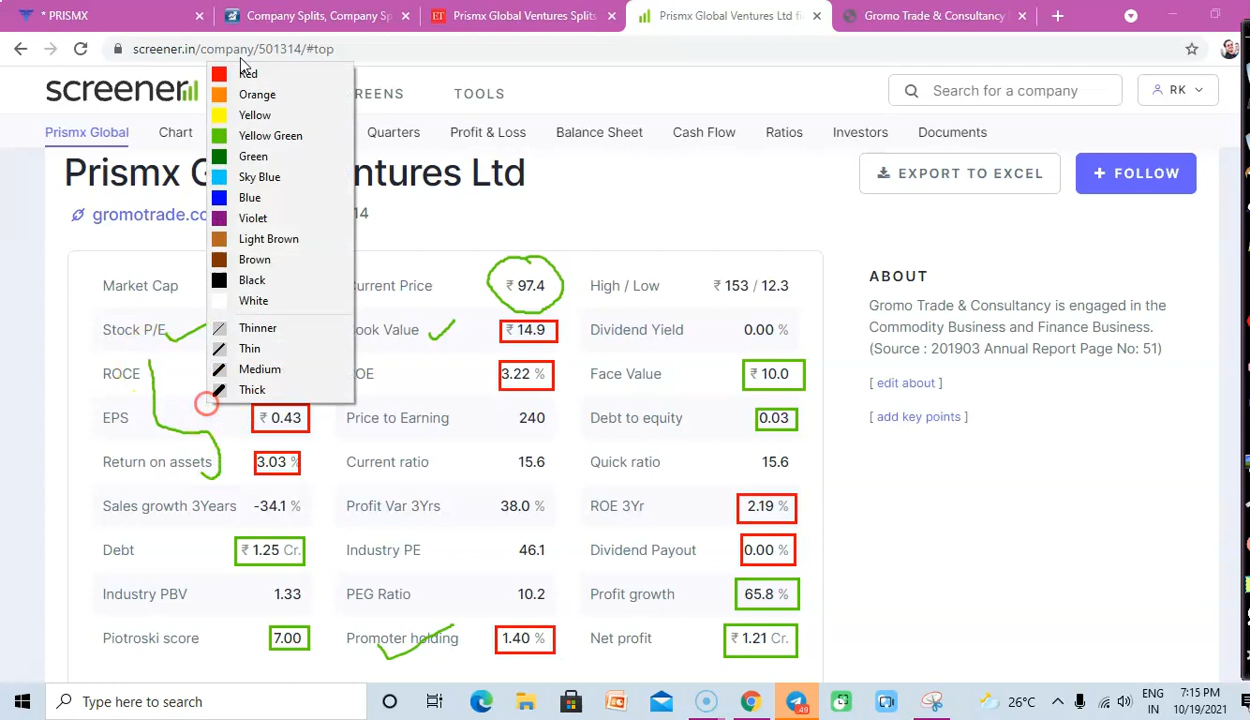 * PRISMX
Company Splits, Company Sp
ET Prismx Global Ventures Splits
Prismx Global Ventures Ltd fi
Gromo Trade & Consultancy
screener.in/company/501314/#top
screener
REENS
TOOLS
Search for a company
RK
Prismx Global
Chart
Quarters
Profit & Loss
Balance Sheet
Cash Flow
Ratios
Investors
Documents
Red
Orange
Yellow
Yellow Green
Green
Sky Blue
Blue
Violet
Light Brown
Brown
Black
White
Thinner
Thin
Medium
Thick
Prismx G ntures Ltd
EXPORT TO EXCEL
+ FOLLOW
gromotrade.co 14
Market Cap
urrent Price ₹ 97.4
High / Low ₹ 153 / 12.3
Stock P/E
ook Value ₹ 14.9
Dividend Yield 0.00 %
ROCE
OE 3.22 %
Face Value ₹ 10.0
EPS ₹ 0.43
Price to Earning 240
Debt to equity 0.03
Return on assets 3.03 %
Current ratio 15.6
Quick ratio 15.6
Sales growth 3Years -34.1 %
Profit Var 3Yrs 38.0 %
ROE 3Yr 2.19 %
Debt ₹ 1.25 Cr.
Industry PE 46.1
Dividend Payout 0.00 %
Industry PBV 1.33
PEG Ratio 10.2
Profit growth 65.8 %
Piotroski score 7.00
Promoter holding 1.40 %
Net profit ₹ 1.21 Cr.
ABOUT
Gromo Trade & Consultancy is engaged in the
Commodity Business and Finance Business.
(Source : 201903 Annual Report Page No: 51)
[ edit about ]
[ add key points ]
Type here to search
49
26°C
ENG
IN
7:15 PM
10/19/2021